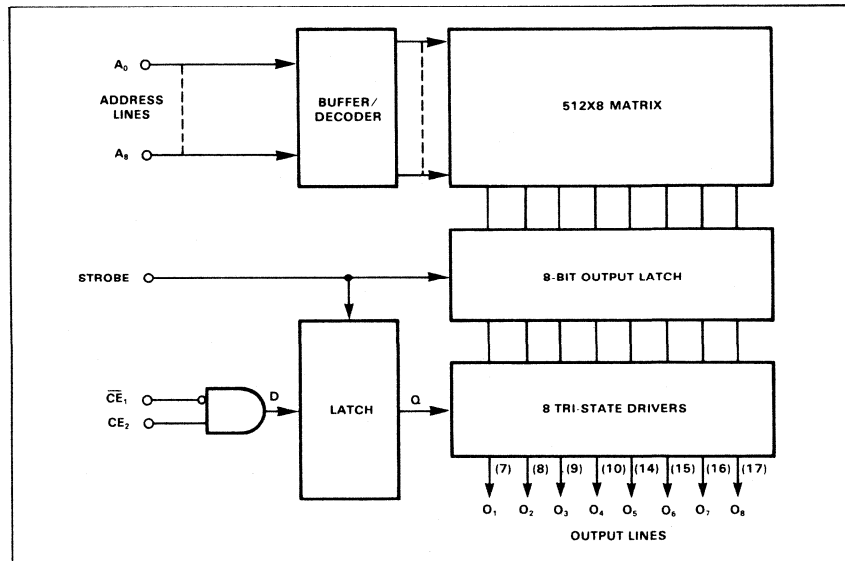 A₀
ADDRESS
LINES
A₈
BUFFER/
DECODER
512X8 MATRIX
STROBE
8-BIT OUTPUT LATCH
C̅E̅₁
CE₂
D
LATCH
Q
8 TRI-STATE DRIVERS
(7) (8) (9) (10) (14) (15) (16) (17)
O₁ O₂ O₃ O₄ O₅ O₆ O₇ O₈
OUTPUT LINES